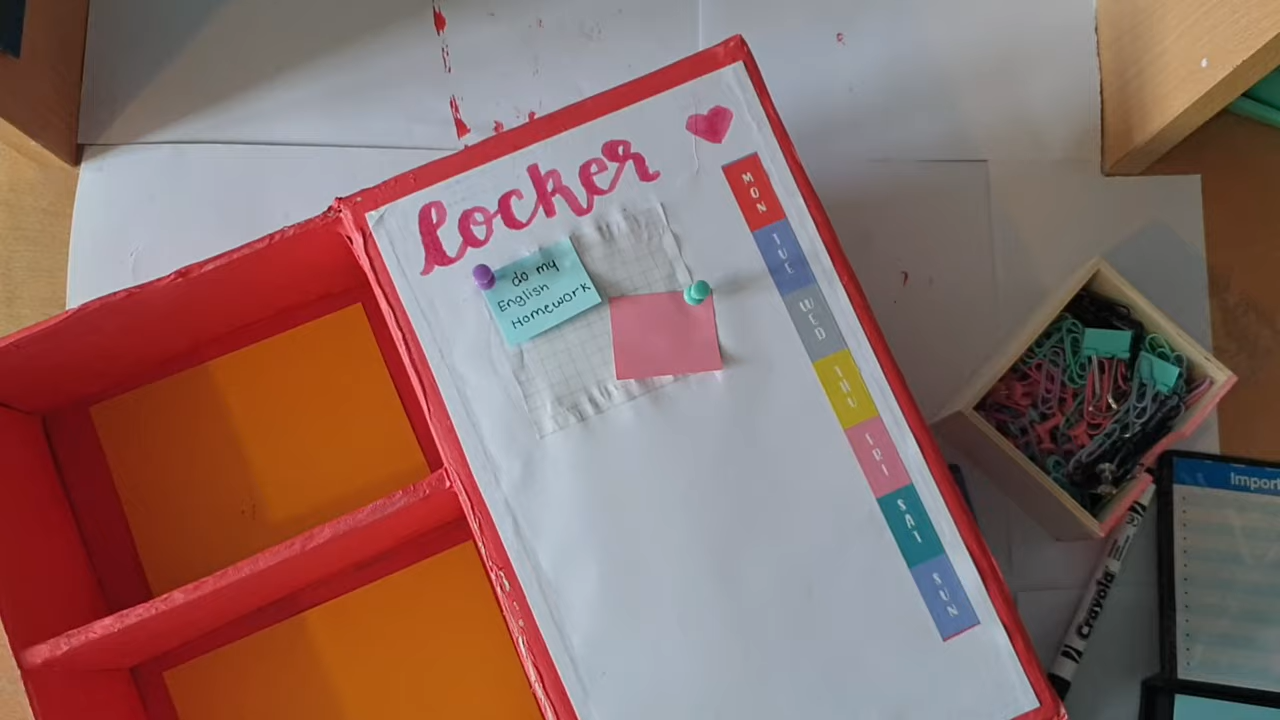 locker
do my
English
Homework
MON
TUE
WED
THU
FRI
SAT
SUN
Crayola
Import